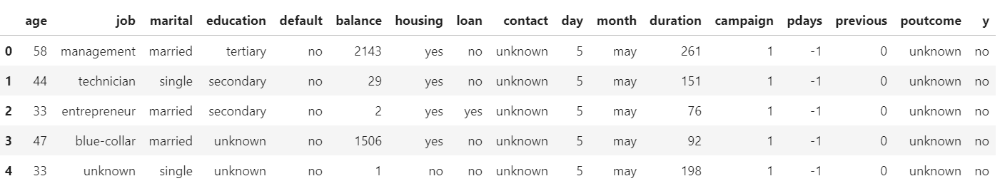 age job marital education default balance housing loan contact day month duration campaign pdays previous poutcome y
0 58 management married tertiary no 2143 yes no unknown 5 may 261 1 -1 0 unknown no
1 44 technician single secondary no 29 yes no unknown 5 may 151 1 -1 0 unknown no
2 33 entrepreneur married secondary no 2 yes yes unknown 5 may 76 1 -1 0 unknown no
3 47 blue-collar married unknown no 1506 yes no unknown 5 may 92 1 -1 0 unknown no
4 33 unknown single unknown no 1 no no unknown 5 may 198 1 -1 0 unknown no